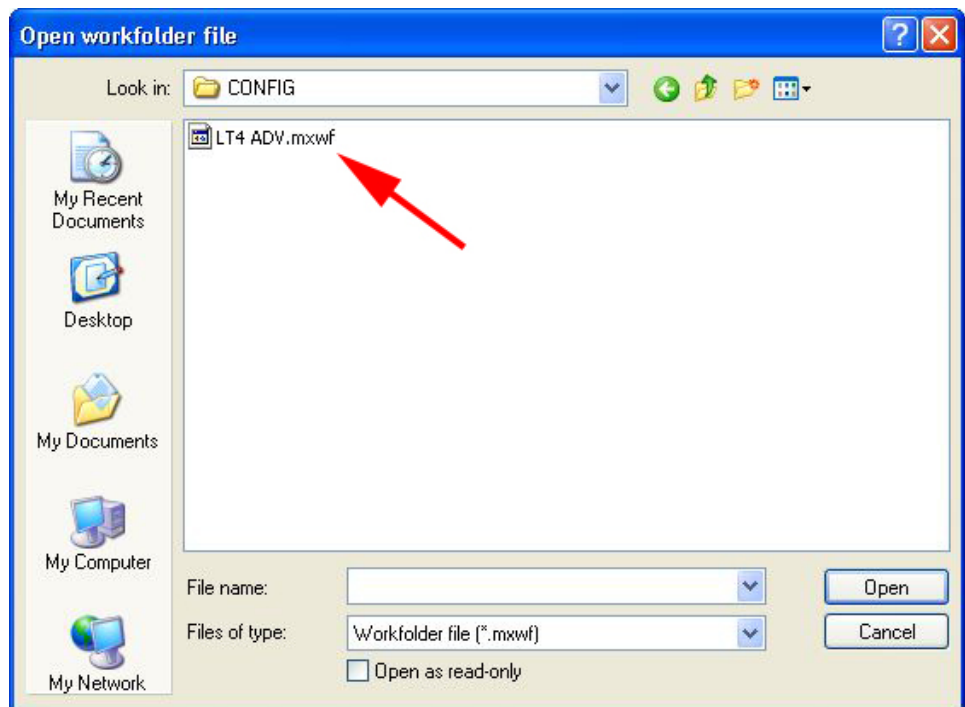 Open workfolder file
Look in:
CONFIG
LT4 ADV.mxwf
My Recent
Documents
Desktop
My Documents
My Computer
My Network
File name:
Open
Files of type:
Workfolder file (*.mxwf)
Cancel
Open as read-only